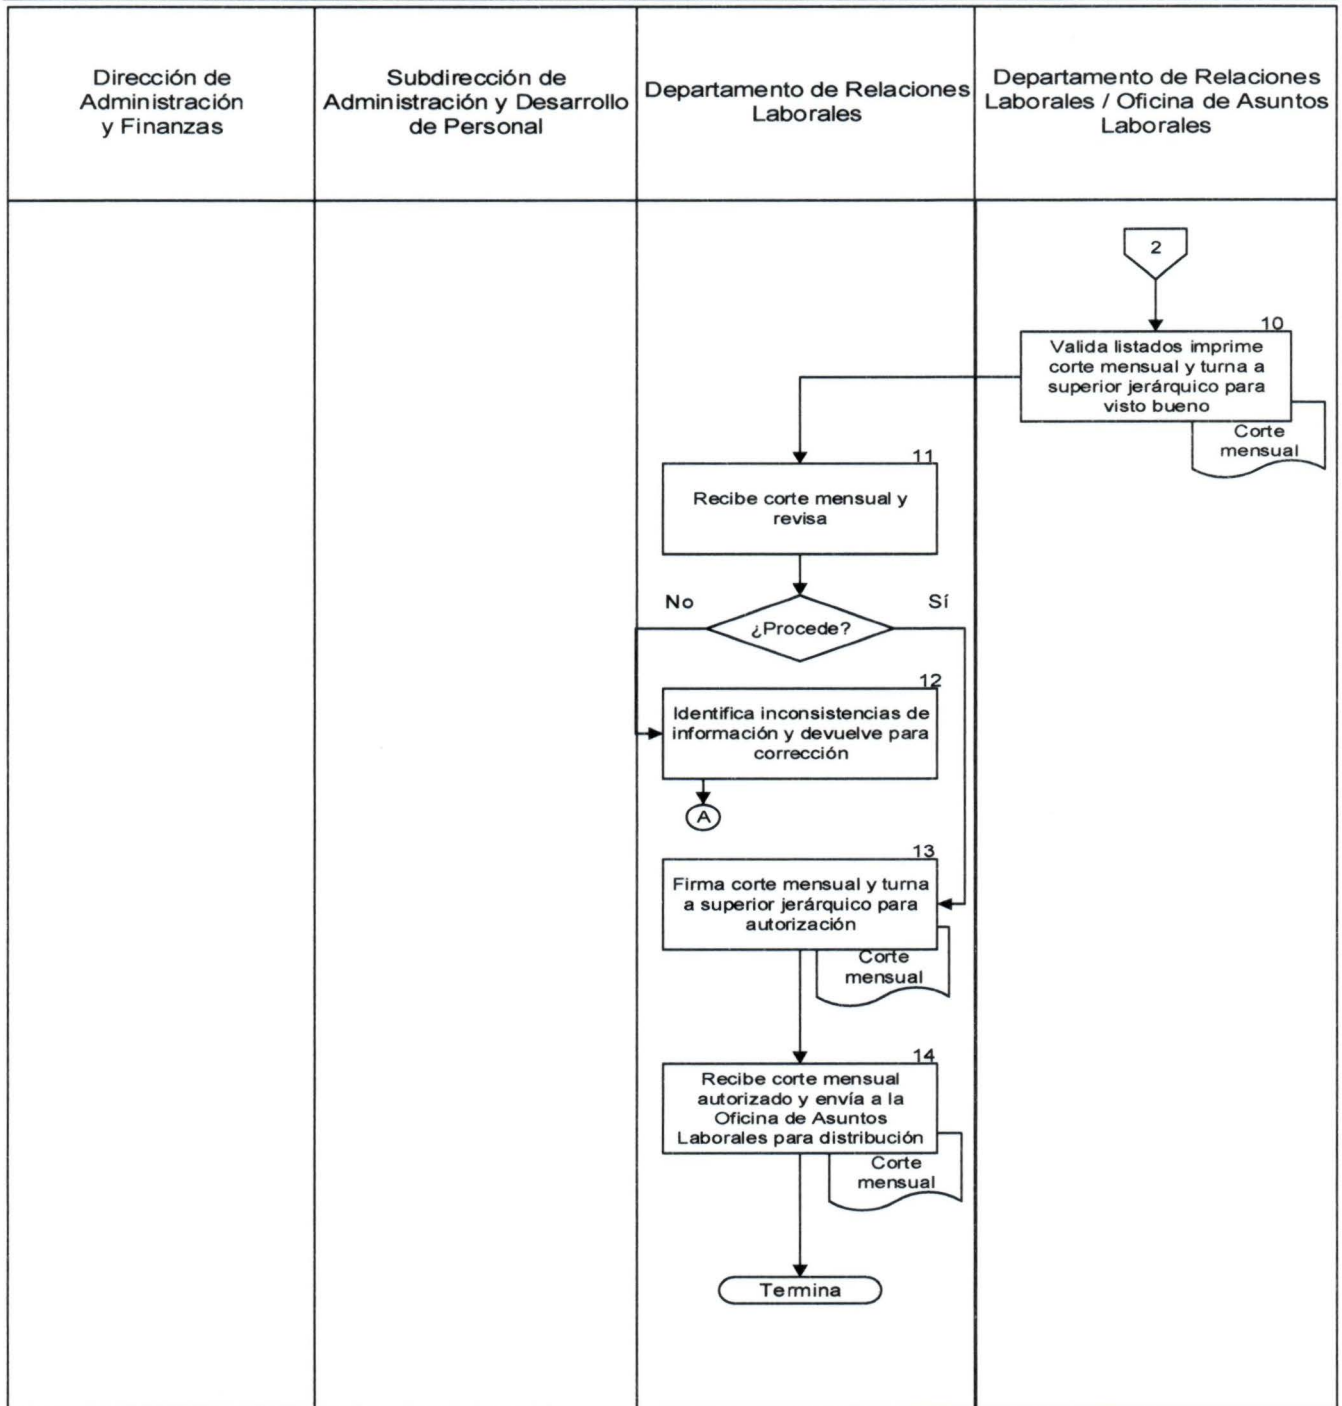 Dirección de
Administración
y Finanzas
Subdirección de
Administración y Desarrollo
de Personal
Departamento de Relaciones
Laborales
Departamento de Relaciones
Laborales / Oficina de Asuntos
Laborales
2
10
Valida listados imprime
corte mensual y turna a
superior jerárquico para
visto bueno
Corte
mensual
11
Recibe corte mensual y
revisa
No
Sí
¿Procede?
12
Identifica inconsistencias de
información y devuelve para
corrección
A
13
Firma corte mensual y turna
a superior jerárquico para
autorización
Corte
mensual
14
Recibe corte mensual
autorizado y envía a la
Oficina de Asuntos
Laborales para distribución
Corte
mensual
Termina